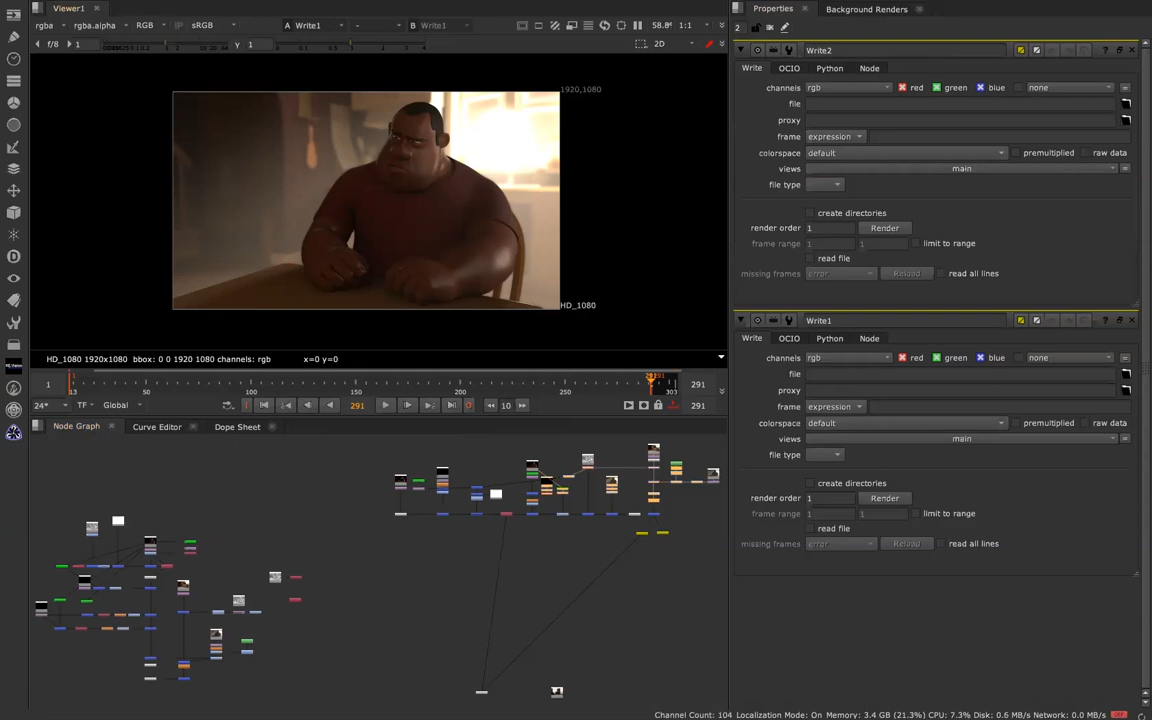 Viewer1
Properties
Background Renders
rgba
rgba.alpha
RGB
sRGB
A
Write1
-
B
Write1
1:1
2
f/8
1
y
1
2D
Write2
Write
OCIO
Python
Node
channels
rgb
red
green
blue
none
=
file
proxy
frame
expression
colorspace
default
premultiplied
raw data
views
main
file type
create directories
render order
1
Render
frame range
1
1
limit to range
read file
missing frames
error
Reload
read all lines
1920,1080
HD_1080
HD_1080 1920x1080 bbox: 0 0 1920 1080 channels: rgb
x=0 y=0
Write1
Write
OCIO
Python
Node
channels
rgb
red
green
blue
none
=
file
proxy
frame
expression
colorspace
default
premultiplied
raw data
views
main
file type
create directories
render order
1
Render
frame range
1
1
limit to range
read file
missing frames
error
Reload
read all lines
1
13
50
100
150
200
250
303
291
24*
TF
Global
291
10
291
Node Graph
Curve Editor
Dope Sheet
Channel Count: 104 Localization Mode: On Memory: 3.4 GB (21.3%) CPU: 7.3% Disk: 0.6 MB/s Network: 0.0 MB/s